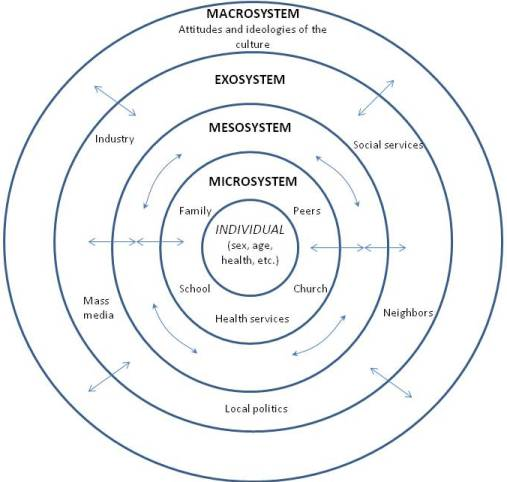 MACROSYSTEM
Attitudes and ideologies of the
culture
EXOSYSTEM
Industry
MESOSYSTEM
Social services
MICROSYSTEM
Family
Peers
INDIVIDUAL
(sex, age,
health, etc.)
School
Church
Mass
media
Health services
Neighbors
Local politics